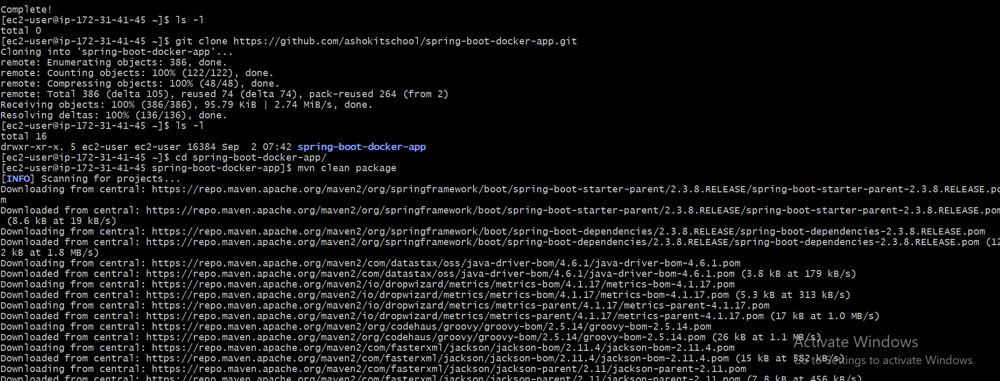 Complete!
[ec2-user@ip-172-31-41-45 ~]$ ls -l
total 0
[ec2-user@ip-172-31-41-45 ~]$ git clone https://github.com/ashokitschool/spring-boot-docker-app.git
Cloning into 'spring-boot-docker-app'...
remote: Enumerating objects: 386, done.
remote: Counting objects: 100% (122/122), done.
remote: Compressing objects: 100% (48/48), done.
remote: Total 386 (delta 105), reused 74 (delta 74), pack-reused 264 (from 2)
Receiving objects: 100% (386/386), 95.79 KiB | 2.74 MiB/s, done.
Resolving deltas: 100% (136/136), done.
[ec2-user@ip-172-31-41-45 ~]$ ls -l
total 16
drwxr-xr-x. 5 ec2-user ec2-user 16384 Sep  2 07:42 spring-boot-docker-app
[ec2-user@ip-172-31-41-45 ~]$ cd spring-boot-docker-app/
[ec2-user@ip-172-31-41-45 spring-boot-docker-app]$ mvn clean package
[INFO] Scanning for projects...
Downloading from central: https://repo.maven.apache.org/maven2/org/springframework/boot/spring-boot-starter-parent/2.3.8.RELEASE/spring-boot-starter-parent-2.3.8.RELEASE.po
m
Downloaded from central: https://repo.maven.apache.org/maven2/org/springframework/boot/spring-boot-starter-parent/2.3.8.RELEASE/spring-boot-starter-parent-2.3.8.RELEASE.pom
 (8.6 kB at 19 kB/s)
Downloading from central: https://repo.maven.apache.org/maven2/org/springframework/boot/spring-boot-dependencies/2.3.8.RELEASE/spring-boot-dependencies-2.3.8.RELEASE.pom
Downloaded from central: https://repo.maven.apache.org/maven2/org/springframework/boot/spring-boot-dependencies/2.3.8.RELEASE/spring-boot-dependencies-2.3.8.RELEASE.pom (12
2 kB at 1.8 MB/s)
Downloading from central: https://repo.maven.apache.org/maven2/com/datastax/oss/java-driver-bom/4.6.1/java-driver-bom-4.6.1.pom
Downloaded from central: https://repo.maven.apache.org/maven2/com/datastax/oss/java-driver-bom/4.6.1/java-driver-bom-4.6.1.pom (3.8 kB at 179 kB/s)
Downloading from central: https://repo.maven.apache.org/maven2/io/dropwizard/metrics/metrics-bom/4.1.17/metrics-bom-4.1.17.pom
Downloaded from central: https://repo.maven.apache.org/maven2/io/dropwizard/metrics/metrics-bom/4.1.17/metrics-bom-4.1.17.pom (5.3 kB at 313 kB/s)
Downloading from central: https://repo.maven.apache.org/maven2/io/dropwizard/metrics/metrics-parent/4.1.17/metrics-parent-4.1.17.pom
Downloaded from central: https://repo.maven.apache.org/maven2/io/dropwizard/metrics/metrics-parent/4.1.17/metrics-parent-4.1.17.pom (17 kB at 1.0 MB/s)
Downloading from central: https://repo.maven.apache.org/maven2/org/codehaus/groovy/groovy-bom/2.5.14/groovy-bom-2.5.14.pom
Downloaded from central: https://repo.maven.apache.org/maven2/org/codehaus/groovy/groovy-bom/2.5.14/groovy-bom-2.5.14.pom (26 kB at 1.1 MB/s)
Downloading from central: https://repo.maven.apache.org/maven2/com/fasterxml/jackson/jackson-bom/2.11.4/jackson-bom-2.11.4.pom
Downloaded from central: https://repo.maven.apache.org/maven2/com/fasterxml/jackson/jackson-bom/2.11.4/jackson-bom-2.11.4.pom (15 kB at 582 kB/s)
Downloading from central: https://repo.maven.apache.org/maven2/com/fasterxml/jackson/jackson-parent/2.11/jackson-parent-2.11.pom
Downloaded from central: https://repo.maven.apache.org/maven2/com/fasterxml/jackson/jackson-parent/2.11/jackson-parent-2.11.pom (7.8 kB at 456 kB/s)
Activate Windows
Go to Settings to activate Windows.